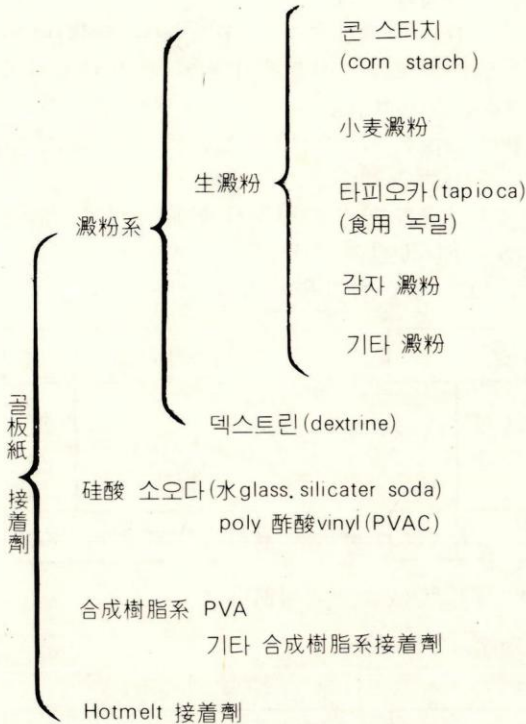 콘 스타치
(corn starch)
小麦澱粉
生澱粉
타피오카(tapioca)
(食用 녹말)
澱粉系
감자 澱粉
기타 澱粉
덱스트린(dextrine)
골板紙 接着劑
硅酸 소오다(水glass. silicater soda)
poly 酢酸vinyl(PVAC)
合成樹脂系 PVA
기타 合成樹脂系接着劑
Hotmelt 接着劑